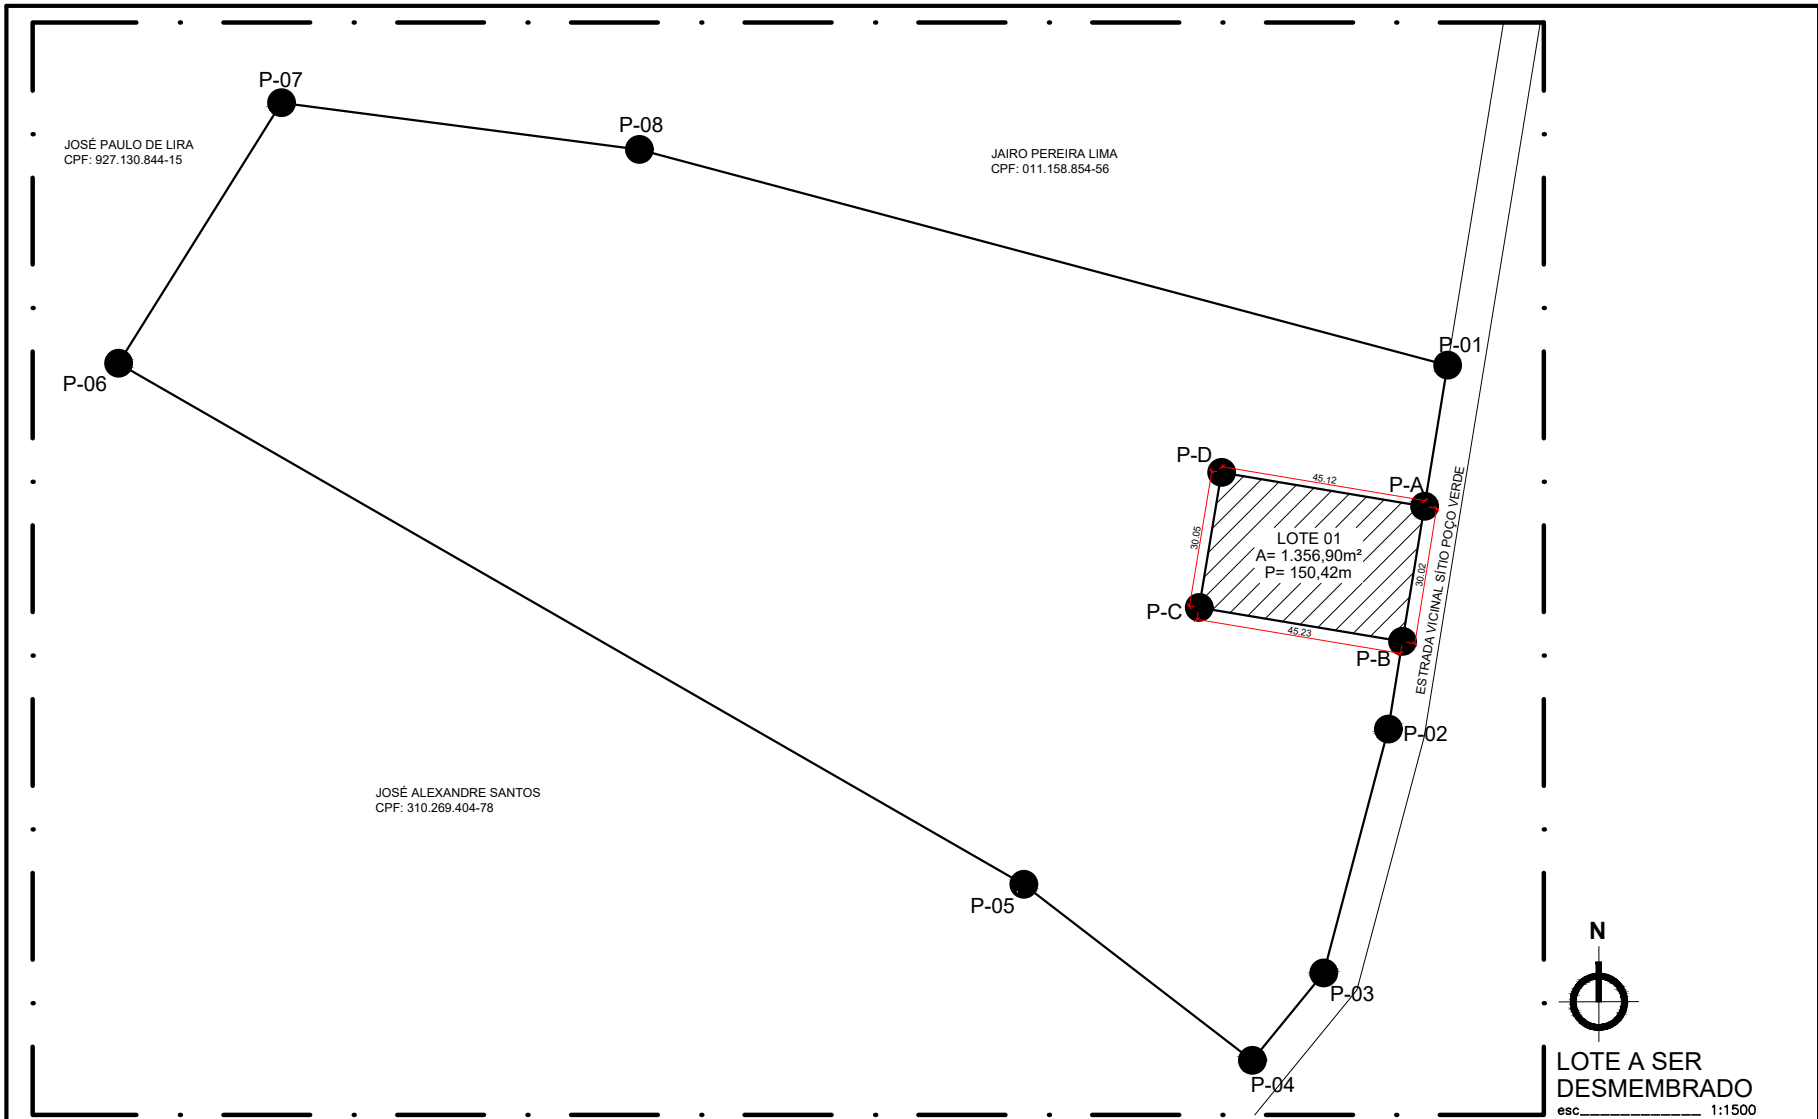 P-07
P-08
JOSÉ PAULO DE LIRA
CPF: 927.130.844-15
JAIRO PEREIRA LIMA
CPF: 011.158.854-56
P-01
P-06
P-D
45.12
P-A
ESTRADA VICINAL SÍTIO POÇO VERDE
30.05
LOTE 01
A= 1.356,90m²
P= 150,42m
30.02
P-C
45.23
P-B
P-02
JOSÉ ALEXANDRE SANTOS
CPF: 310.269.404-78
P-05
N
P-03
P-04
LOTE A SER
DESMEMBRADO
esc____________ 1:1500